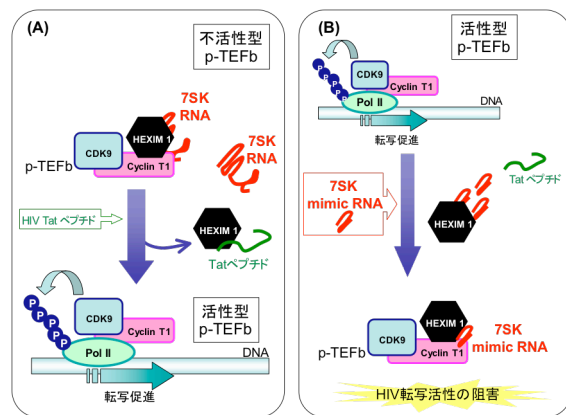 (A)
不活性型
p-TEFb
7SK
RNA
HEXIM 1
CDK9
Cyclin T1
p-TEFb
7SK
RNA
HIV Tat ペプチド
HEXIM 1
Tatペプチド
活性型
p-TEFb
P
P
P
P
P
CDK9
Cyclin T1
Pol II
DNA
転写促進
(B)
活性型
p-TEFb
P
P
P
P
P
CDK9
Cyclin T1
Pol II
DNA
転写促進
Tat ペプチド
7SK
mimic RNA
HEXIM 1
HEXIM 1
CDK9
Cyclin T1
p-TEFb
7SK
mimic RNA
HIV転写活性の阻害